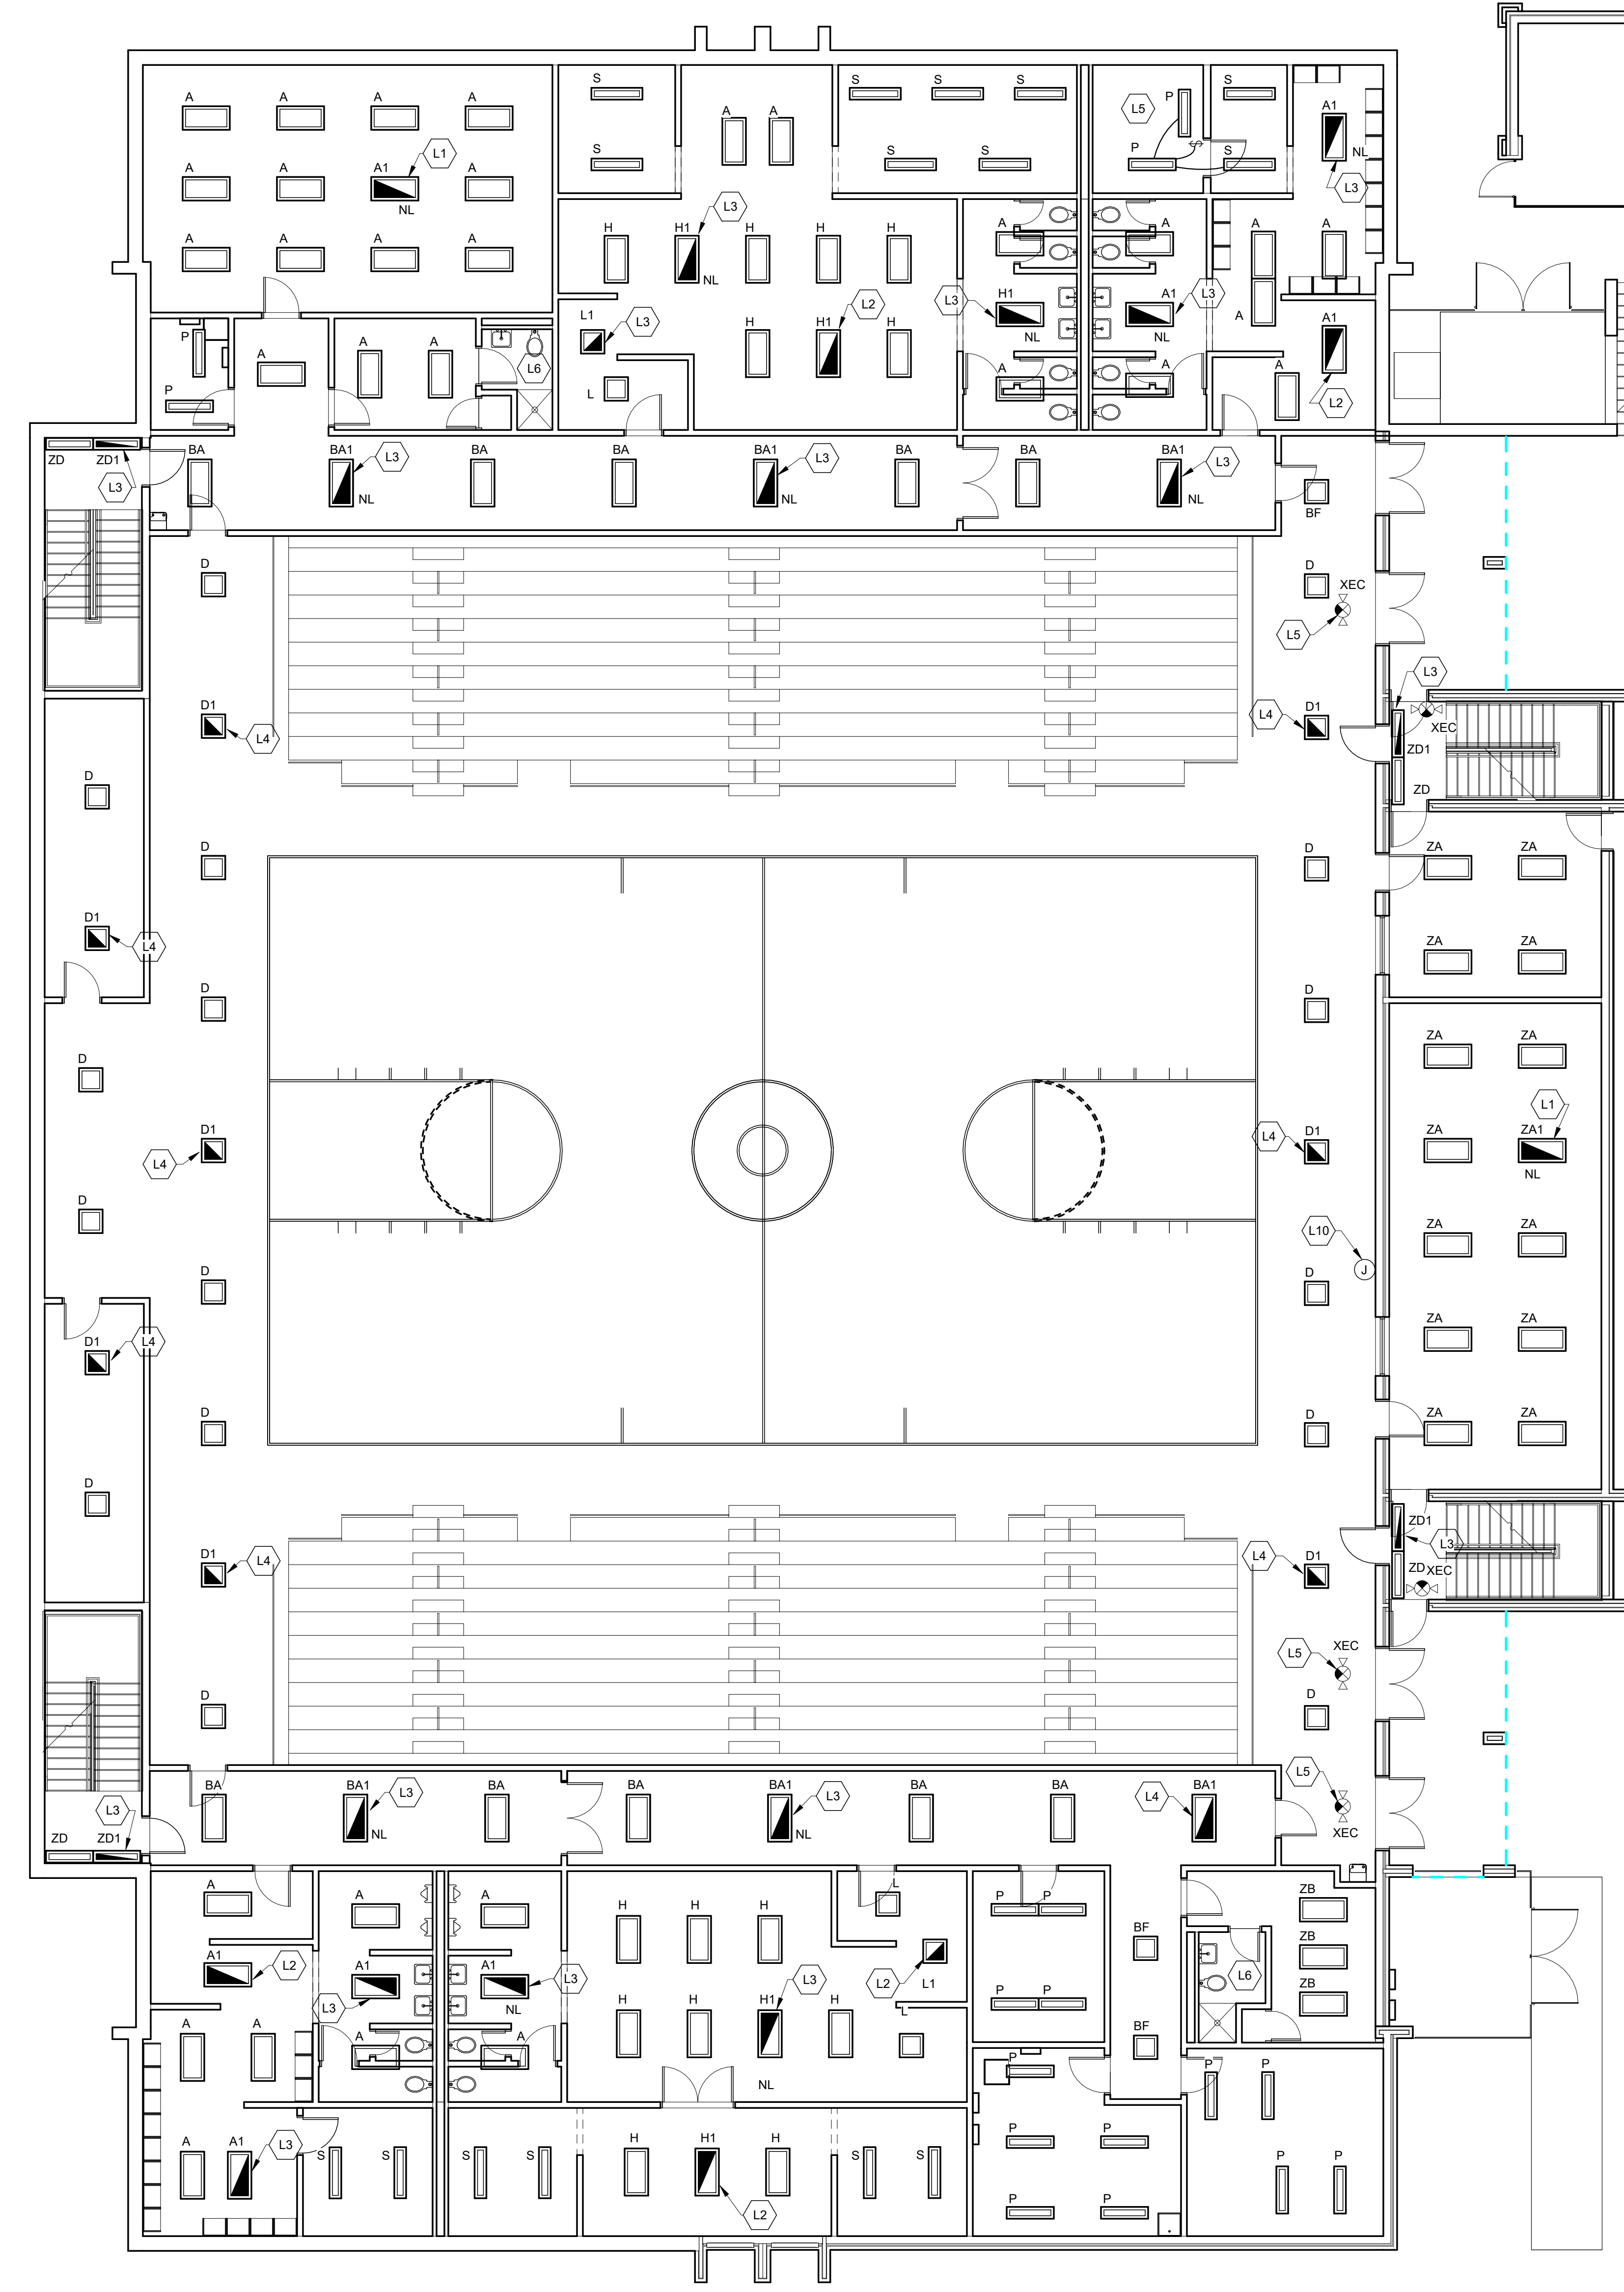 S S S S P S A1
A A A A A A L5
L1 S S S P S NL
A A A1 A L3
NL L3
H H1 H H H A A A A
A A A A NL L2 L3 H1 A1 L3
L1 L3 H H1 H NL NL A A1
P A A A L6 A A A L2
P L
BA BA1 L3 BA BA BA1 L3 BA BA BA1 L3
ZD ZD1 NL NL NL
L3 BF
D D XEC
L5
L3
D1 D1 XEC
L4 L4 ZD1
D ZD
D D ZA ZA
D1 L4 ZA ZA
D D
D ZA ZA
L1
D1 D1 ZA ZA1
L4 L4 NL
D L10 ZA ZA
D D J
D1 L4 ZA ZA
D D ZA ZA
D
ZD1
D1 L4 L4 D1 L3
ZD XEC
L5 XEC
D D
L5
BA BA1 L3 BA BA BA1 L3 BA BA L4 BA1
L3 XEC
ZD ZD1 NL NL
A A A H H H L P P ZB
BF
A1 L2 A1 A1 L3 L3 L2 L6 ZB
L3 NL L1
H H H1 H L P P ZB
A A A A BF
NL P P P
A A1 L3 S S S S H H1 H S S P P P P
L2 P P